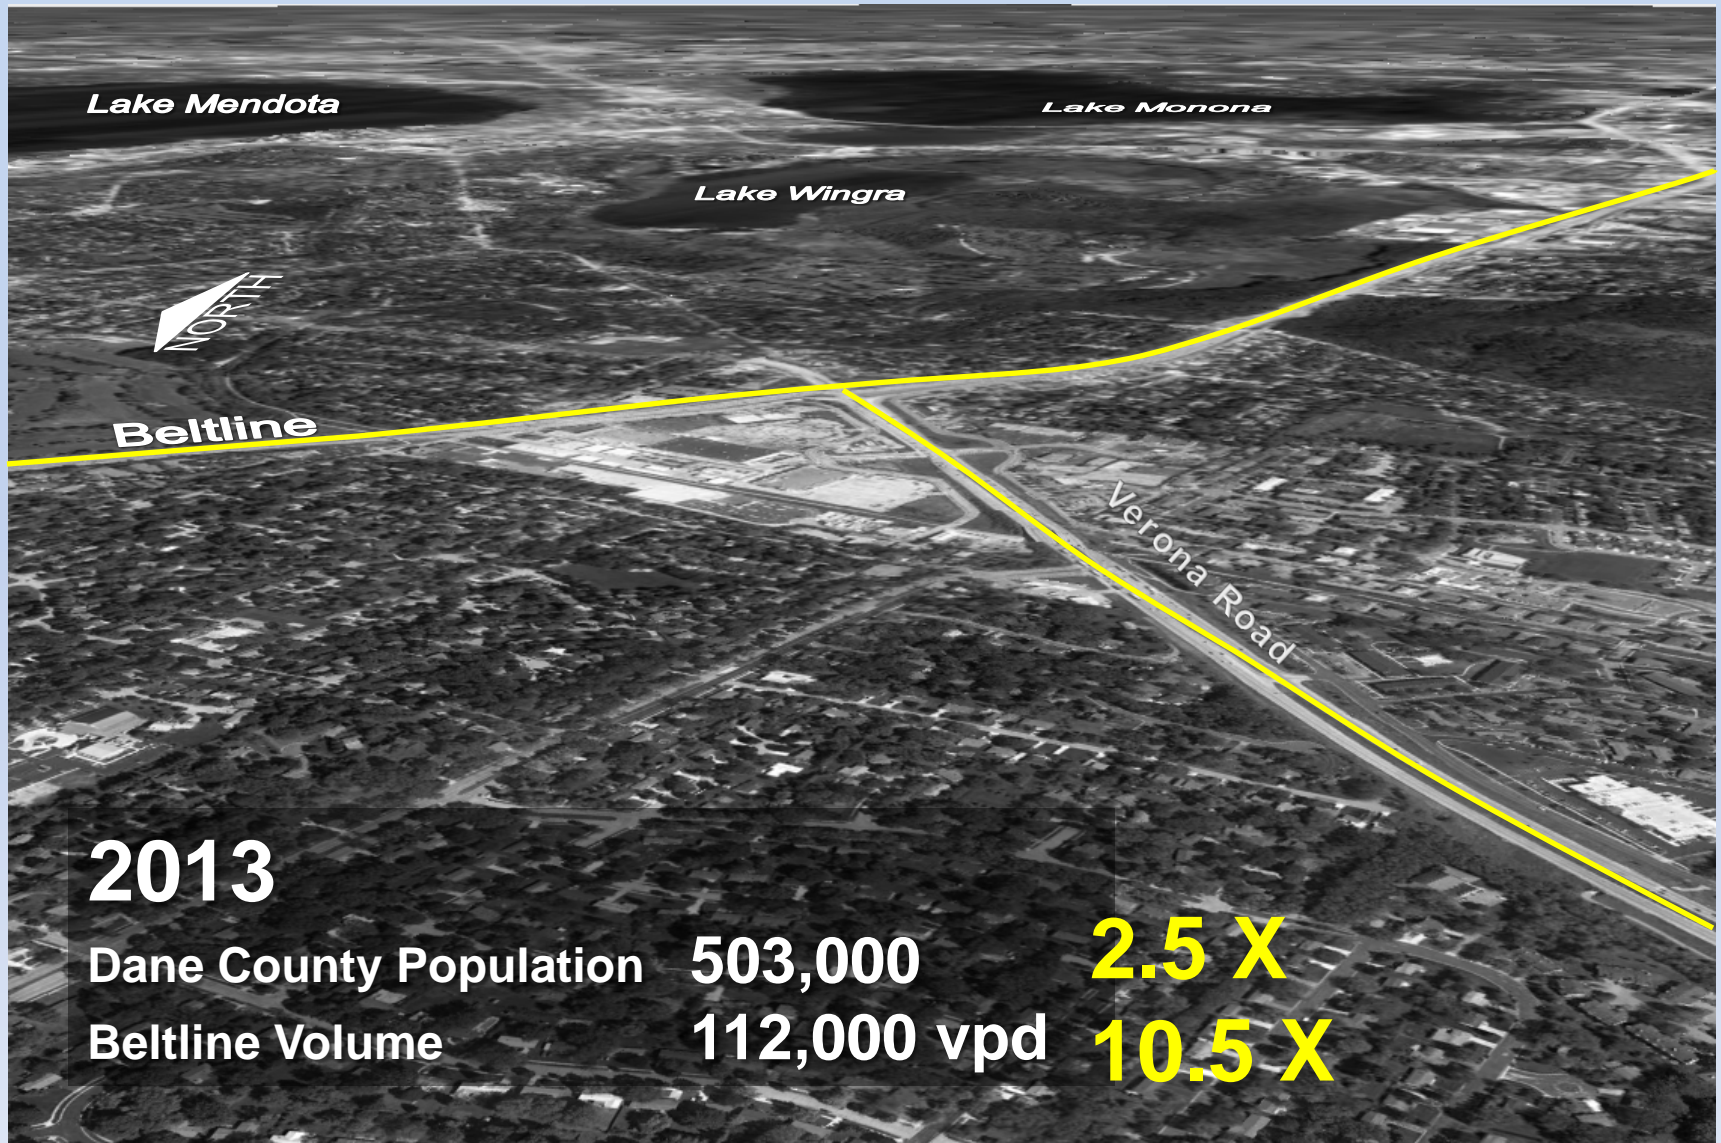 Lake Mendota
Lake Monona
Lake Wingra
NORTH
Beltline
Verona Road
2013
Dane County Population 503,000 2.5 X
Beltline Volume 112,000 vpd 10.5 X